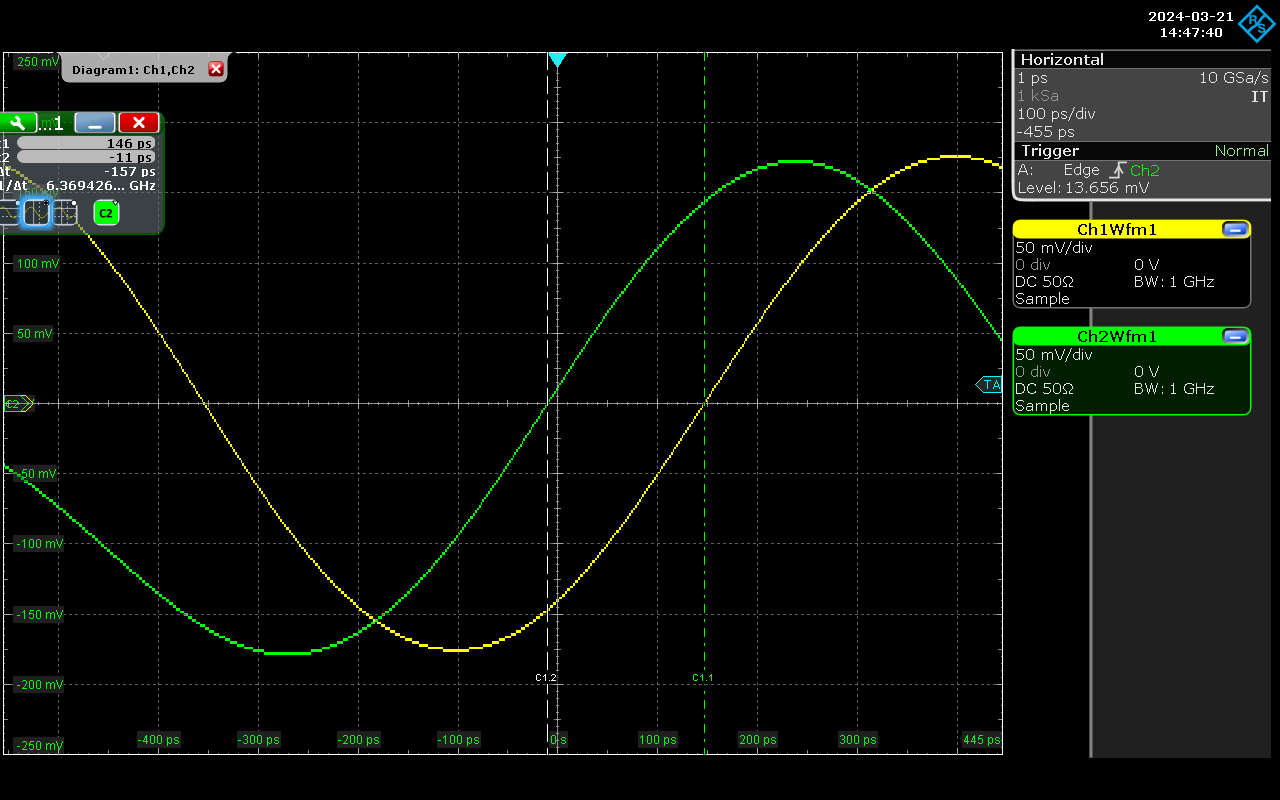 2024-03-21
14:47:40
R&S
Diagram1: Ch1,Ch2
250 mV
100 mV
50 mV
-50 mV
-100 mV
-150 mV
-200 mV
-250 mV
...1
146 ps
-11 ps
-157 ps
1/Δt 6.369426... GHz
C2
C2
TA
C1.2
C1.1
-400 ps
-300 ps
-200 ps
-100 ps
0 s
100 ps
200 ps
300 ps
445 ps
Horizontal
1 ps 10 GSa/s
1 kSa IT
100 ps/div
-455 ps
Trigger Normal
A: Edge Ch2
Level: 13.656 mV
Ch1Wfm1
50 mV/div
0 div 0 V
DC 50Ω BW: 1 GHz
Sample
Ch2Wfm1
50 mV/div
0 div 0 V
DC 50Ω BW: 1 GHz
Sample